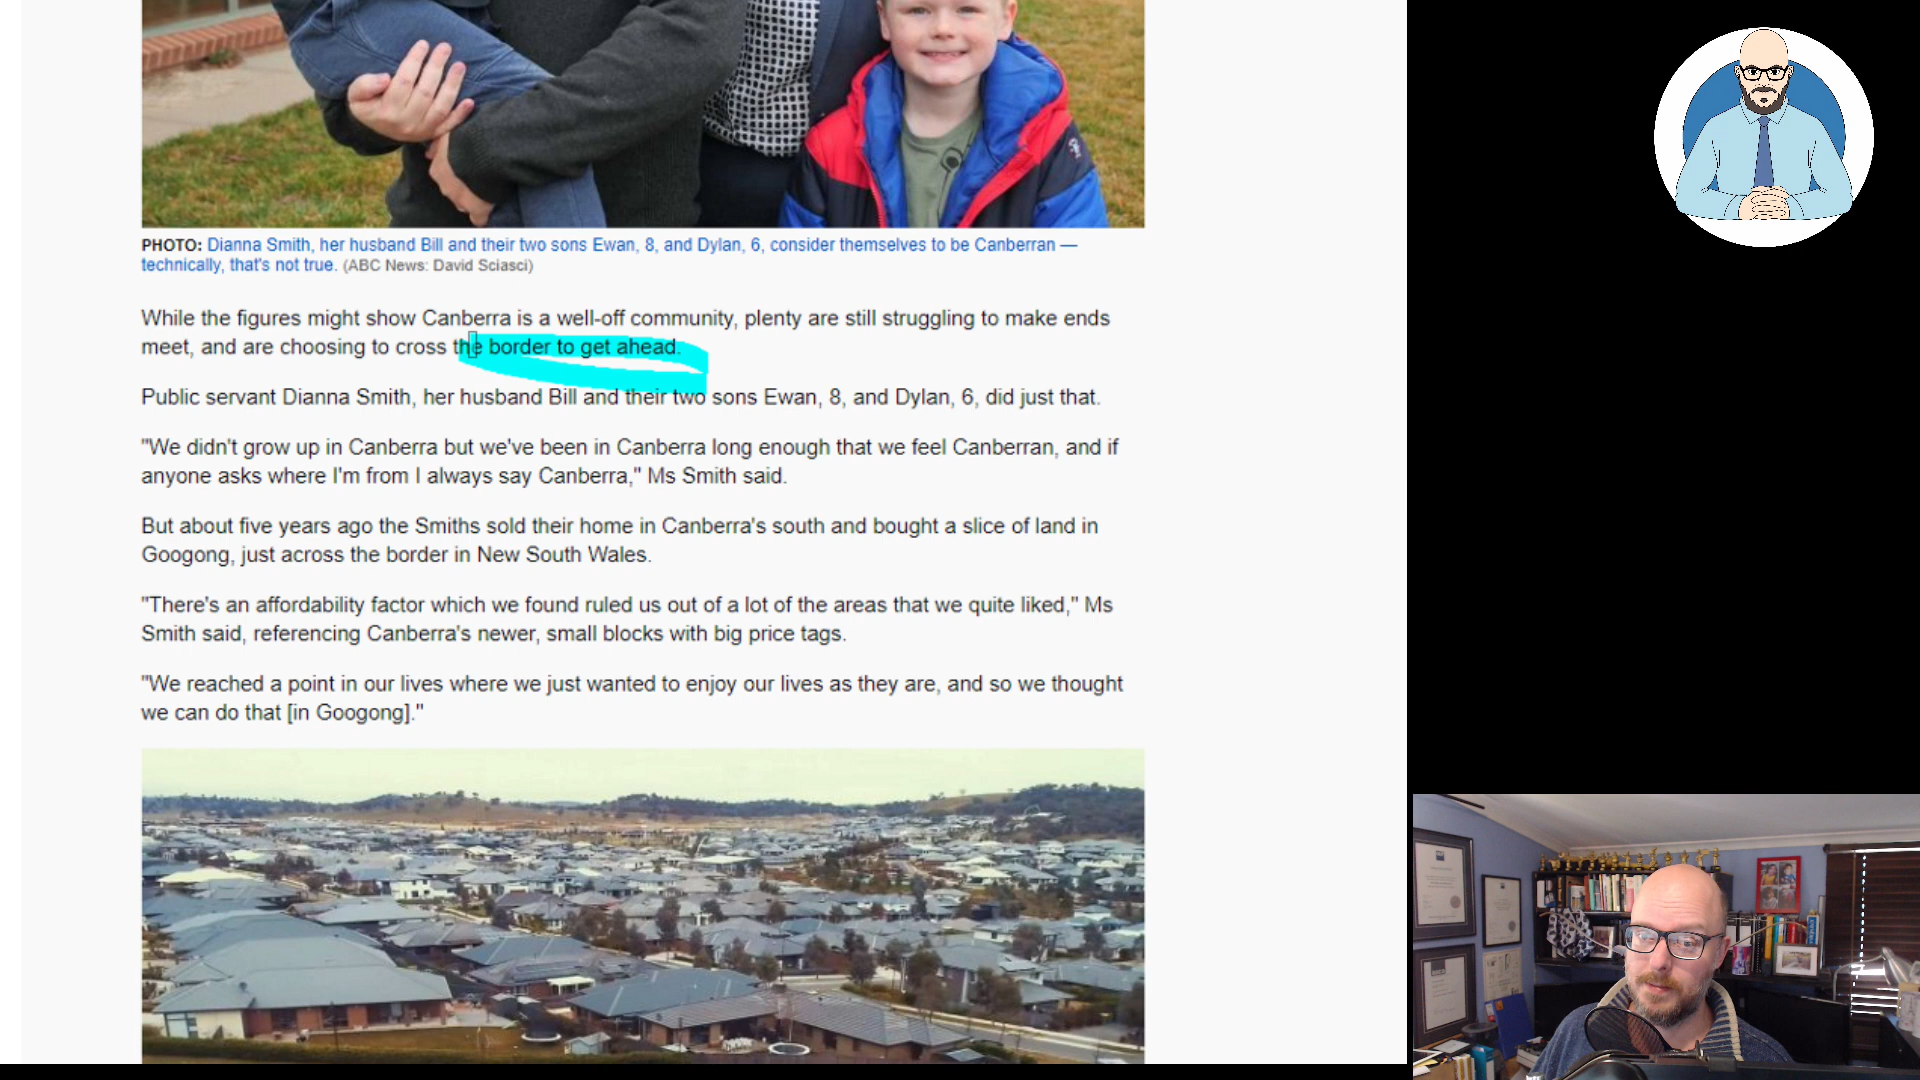 PHOTO: Dianna Smith, her husband Bill and their two sons Ewan, 8, and Dylan, 6, consider themselves to be Canberran —
technically, that's not true. (ABC News: David Sciasci)
While the figures might show Canberra is a well-off community, plenty are still struggling to make ends
meet, and are choosing to cross the border to get ahead.
Public servant Dianna Smith, her husband Bill and their two sons Ewan, 8, and Dylan, 6, did just that.
"We didn't grow up in Canberra but we've been in Canberra long enough that we feel Canberran, and if
anyone asks where I'm from I always say Canberra," Ms Smith said.
But about five years ago the Smiths sold their home in Canberra's south and bought a slice of land in
Googong, just across the border in New South Wales.
"There's an affordability factor which we found ruled us out of a lot of the areas that we quite liked," Ms
Smith said, referencing Canberra's newer, small blocks with big price tags.
"We reached a point in our lives where we just wanted to enjoy our lives as they are, and so we thought
we can do that [in Googong]."